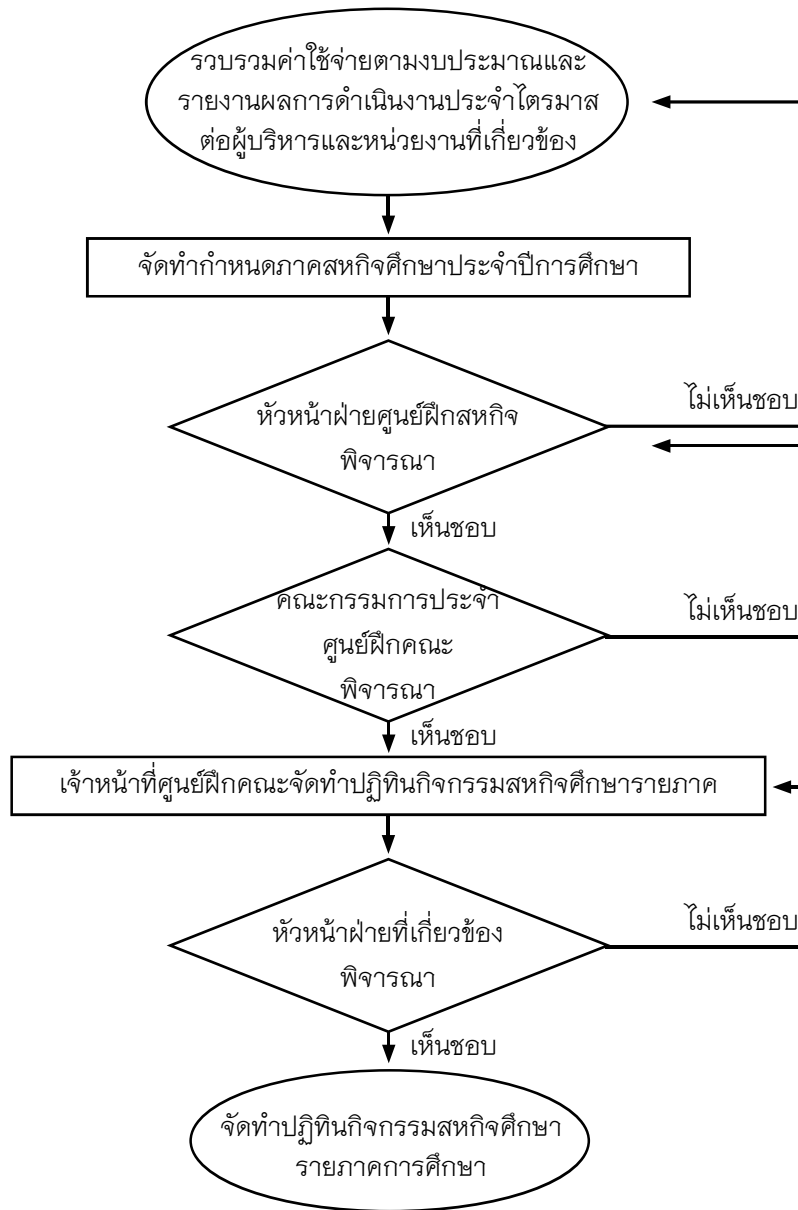 รวบรวมค่าใช้จ่ายตามงบประมาณและ
รายงานผลการดำเนินงานประจำไตรมาส
ต่อผู้บริหารและหน่วยงานที่เกี่ยวข้อง
จัดทำกำหนดภาคสหกิจศึกษาประจำปีการศึกษา
หัวหน้าฝ่ายศูนย์ฝึกสหกิจ
พิจารณา
ไม่เห็นชอบ
เห็นชอบ
คณะกรรมการประจำ
ศูนย์ฝึกคณะ
พิจารณา
ไม่เห็นชอบ
เห็นชอบ
เจ้าหน้าที่ศูนย์ฝึกคณะจัดทำปฏิทินกิจกรรมสหกิจศึกษารายภาค
หัวหน้าฝ่ายที่เกี่ยวข้อง
พิจารณา
ไม่เห็นชอบ
เห็นชอบ
จัดทำปฏิทินกิจกรรมสหกิจศึกษา
รายภาคการศึกษา